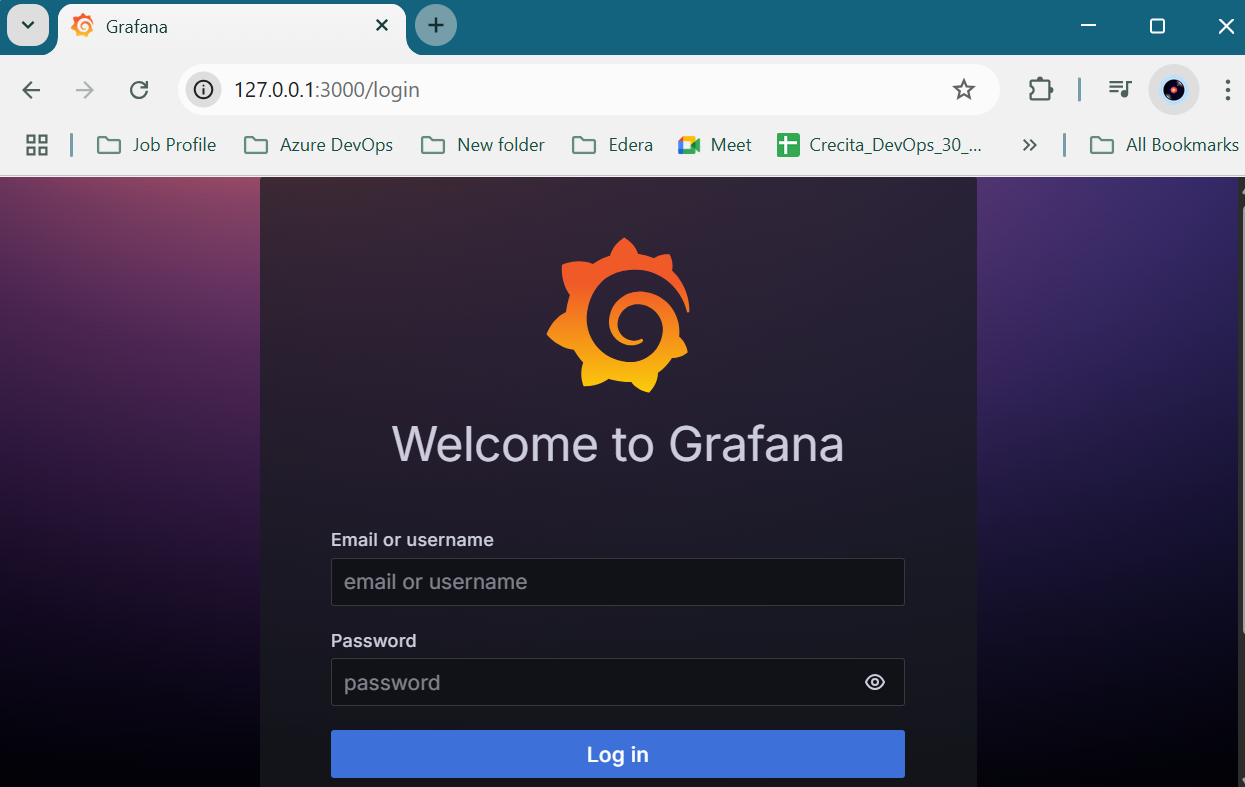 Grafana
127.0.0.1:3000/login
Job Profile Azure DevOps New folder Edera Meet Crecita_DevOps_30_... All Bookmarks
Welcome to Grafana
Email or username
email or username
Password
password
Log in